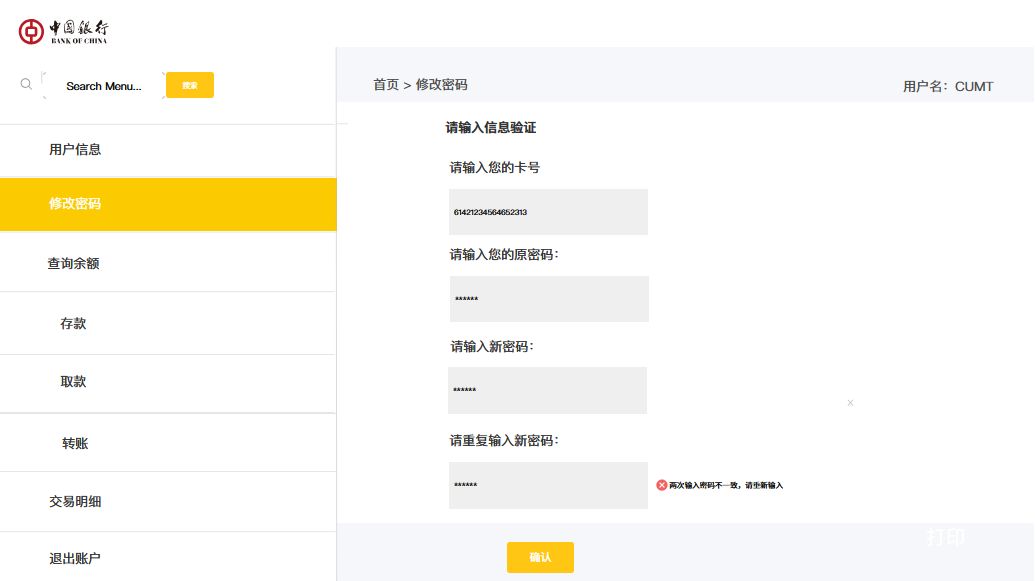 中国银行
BANK OF CHINA
Search Menu...
搜索
首页 > 修改密码
用户名：CUMT
用户信息
修改密码
查询余额
存款
取款
转账
交易明细
退出账户
请输入信息验证
请输入您的卡号
61421234564652313
请输入您的原密码：
******
请输入新密码：
******
请重复输入新密码：
******
两次输入密码不一致，请重新输入
确认
打印